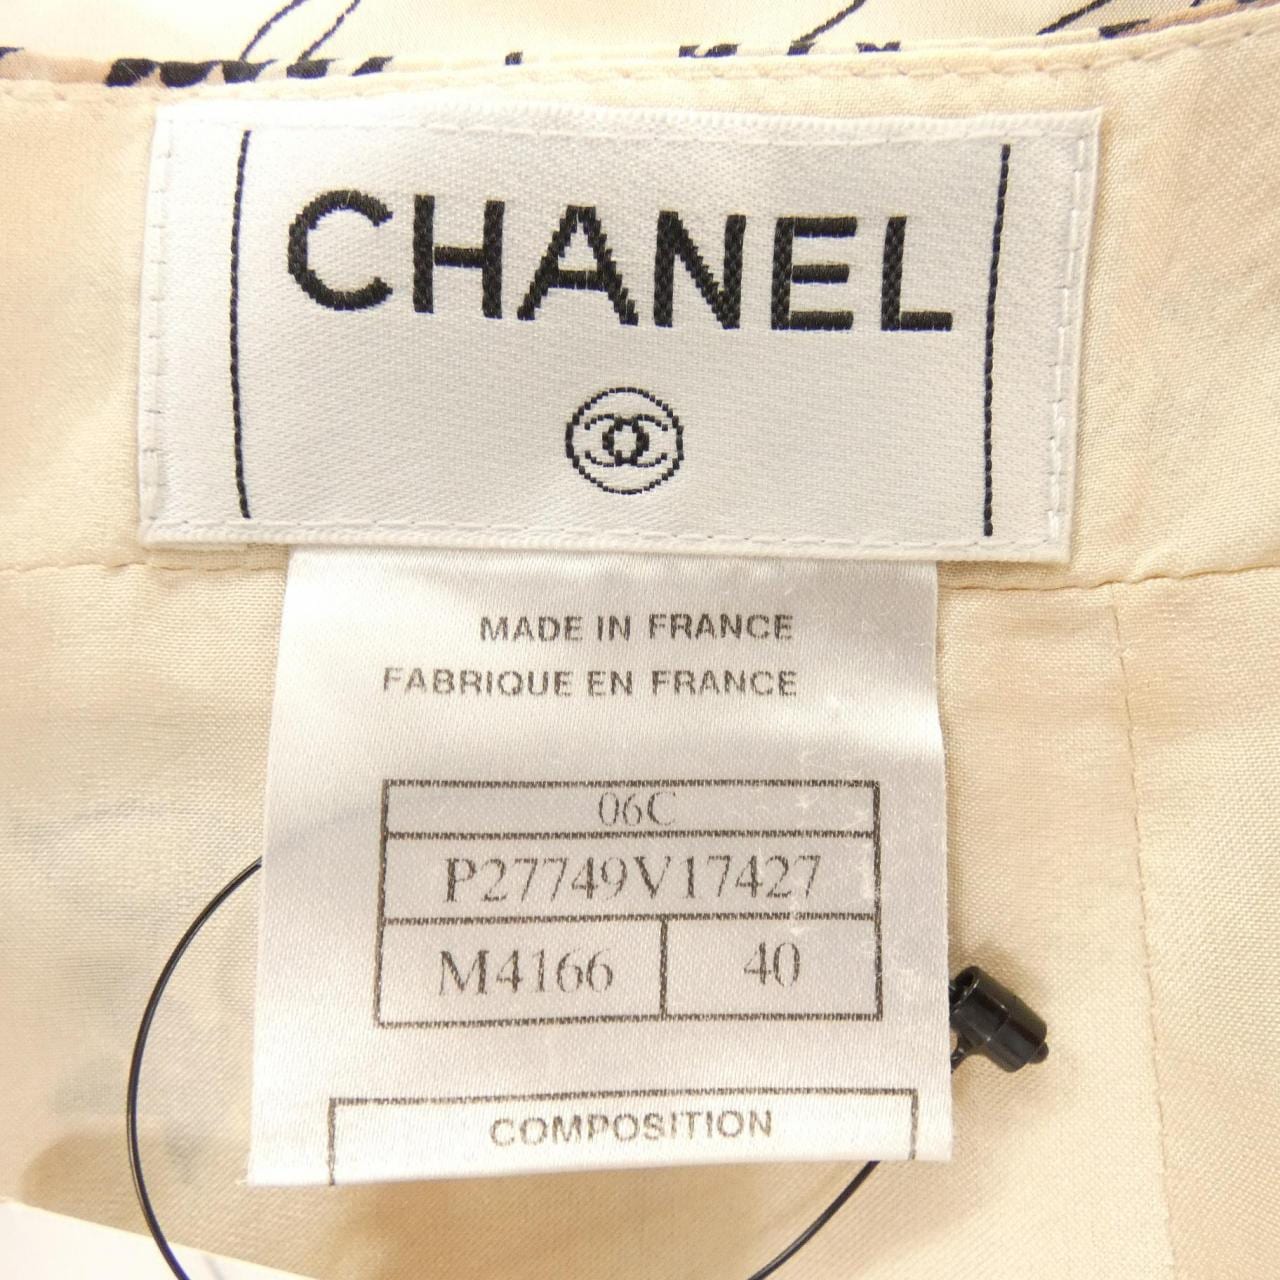 CHANEL
MADE IN FRANCE
FABRIQUE EN FRANCE
06C
P27749V17427
M4166 40
COMPOSITION